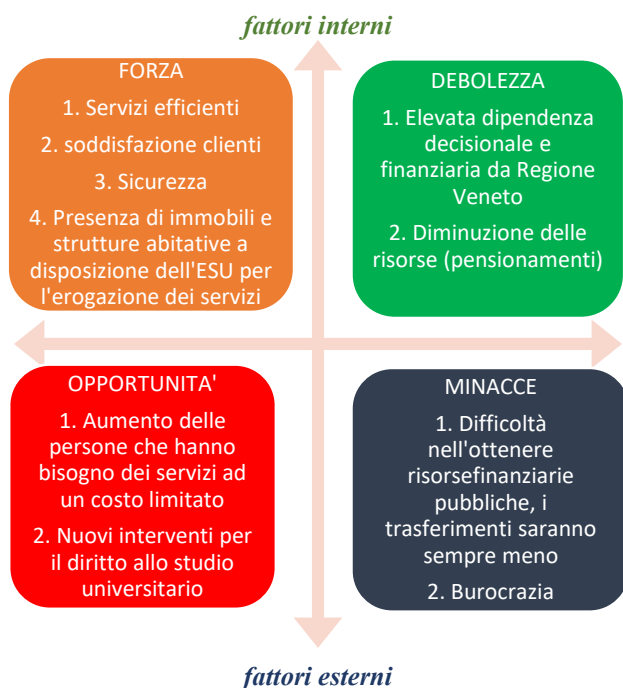 fattori interni
FORZA
1. Servizi efficienti
2. soddisfazione clienti
3. Sicurezza
4. Presenza di immobili e
strutture abitative a
disposizione dell'ESU per
l'erogazione dei servizi
DEBOLEZZA
1. Elevata dipendenza
decisionale e
finanziaria da Regione
Veneto
2. Diminuzione delle
risorse (pensionamenti)
OPPORTUNITA'
1. Aumento delle
persone che hanno
bisogno dei servizi ad
un costo limitato
2. Nuovi interventi per
il diritto allo studio
universitario
MINACCE
1. Difficoltà
nell'ottenere
risorsefinanziarie
pubbliche, i
trasferimenti saranno
sempre meno
2. Burocrazia
fattori esterni